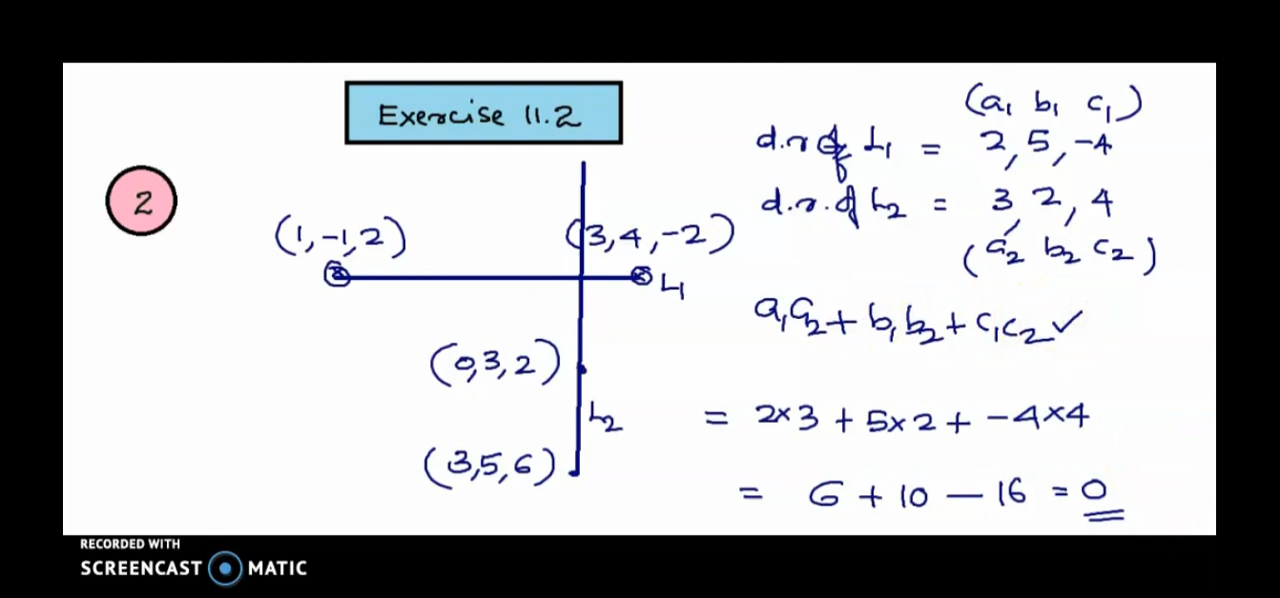 Exercise 11.2
2
(1,-1,2)
(3,4,-2)
L1
(0,3,2)
L2
(3,5,6)
(a₁ b₁ c₁)
d.r of L₁ = 2,5,-4
d.r.of L₂ = 3,2,4
(a₂ b₂ c₂)
a₁a₂+b₁b₂+c₁c₂✓
= 2×3+5×2+-4×4
= 6+10-16=0
RECORDED WITH
SCREENCAST MATIC